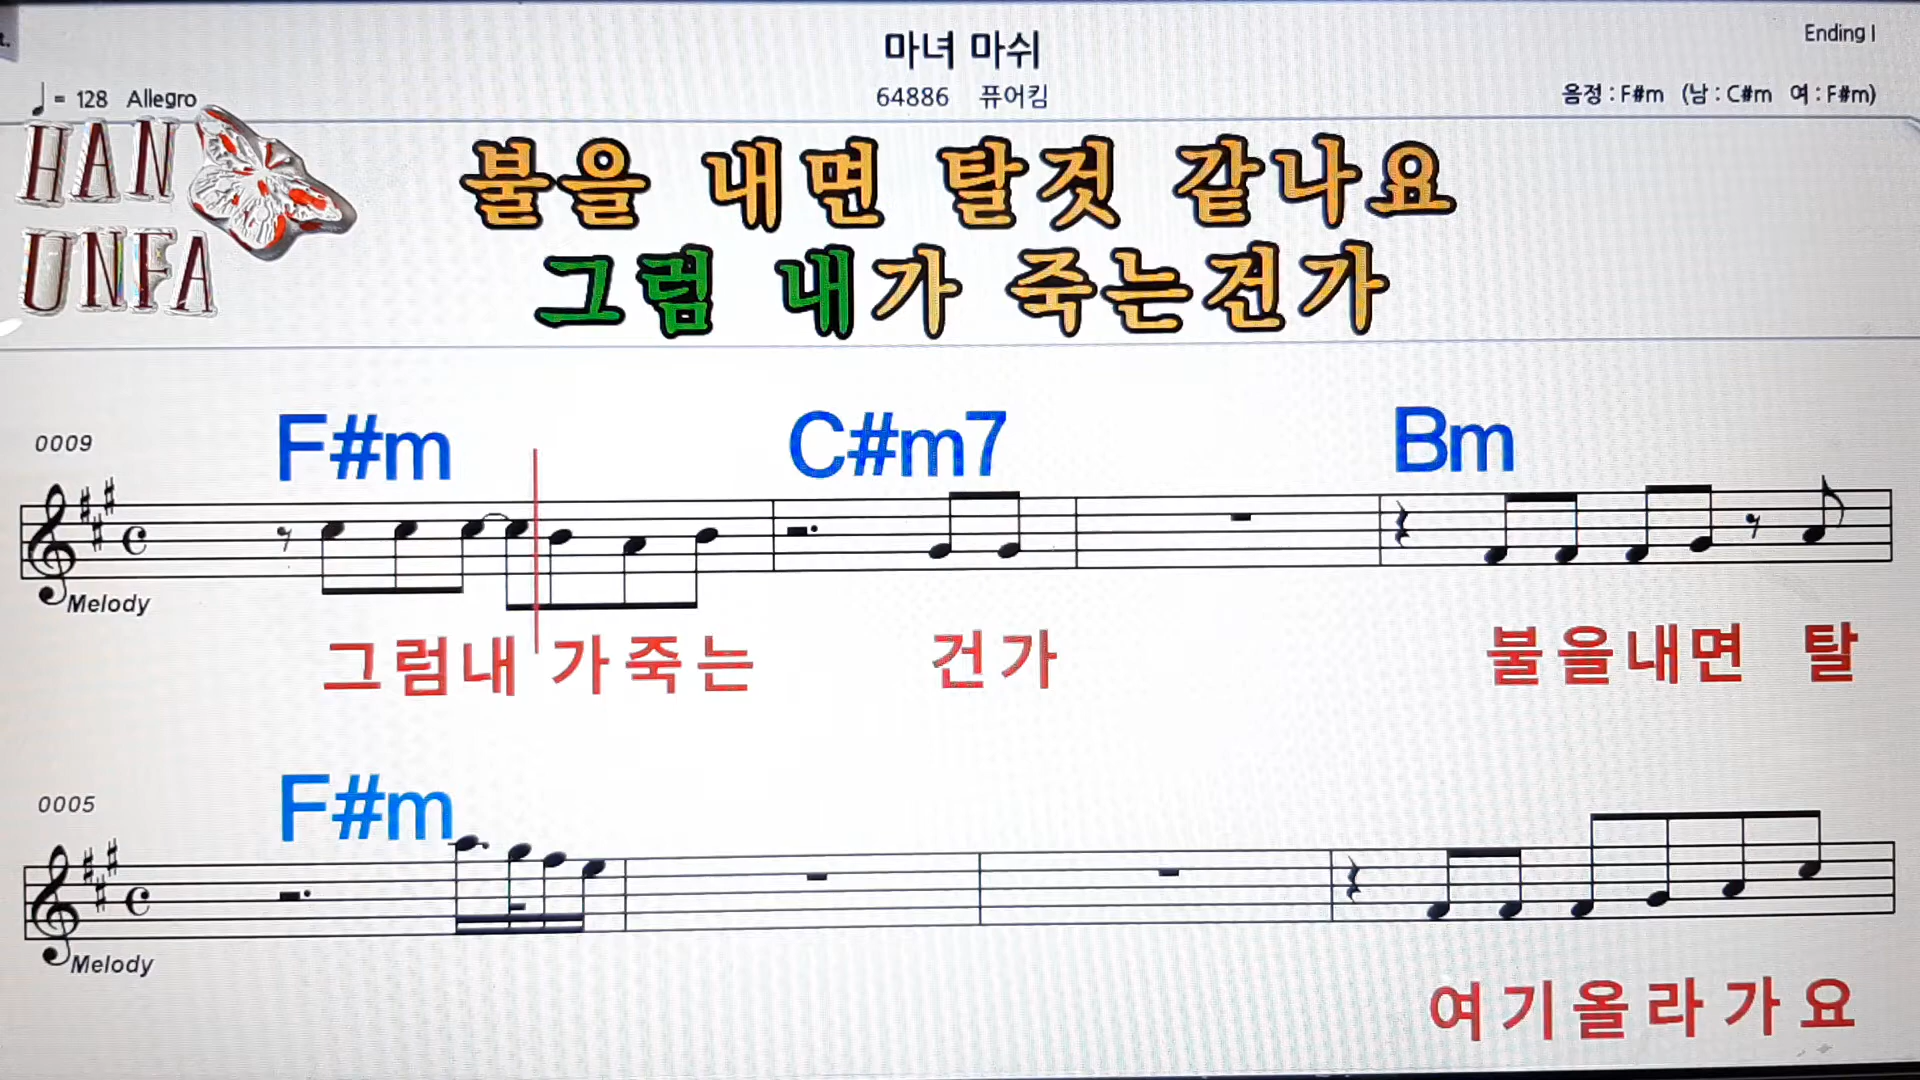 t.
마녀 마쉬
Ending I
♩= 128 Allegro
64886 퓨어킴
음정 : F#m (남 : C#m 여 : F#m)
HAN
UNFA
불을 내면 탈것 같나요
그럼 내가 죽는건가
F#m C#m7 Bm
0009
Melody
그럼내 가죽는 건가 불을내면 탈
F#m
0005
Melody
여기올라가요